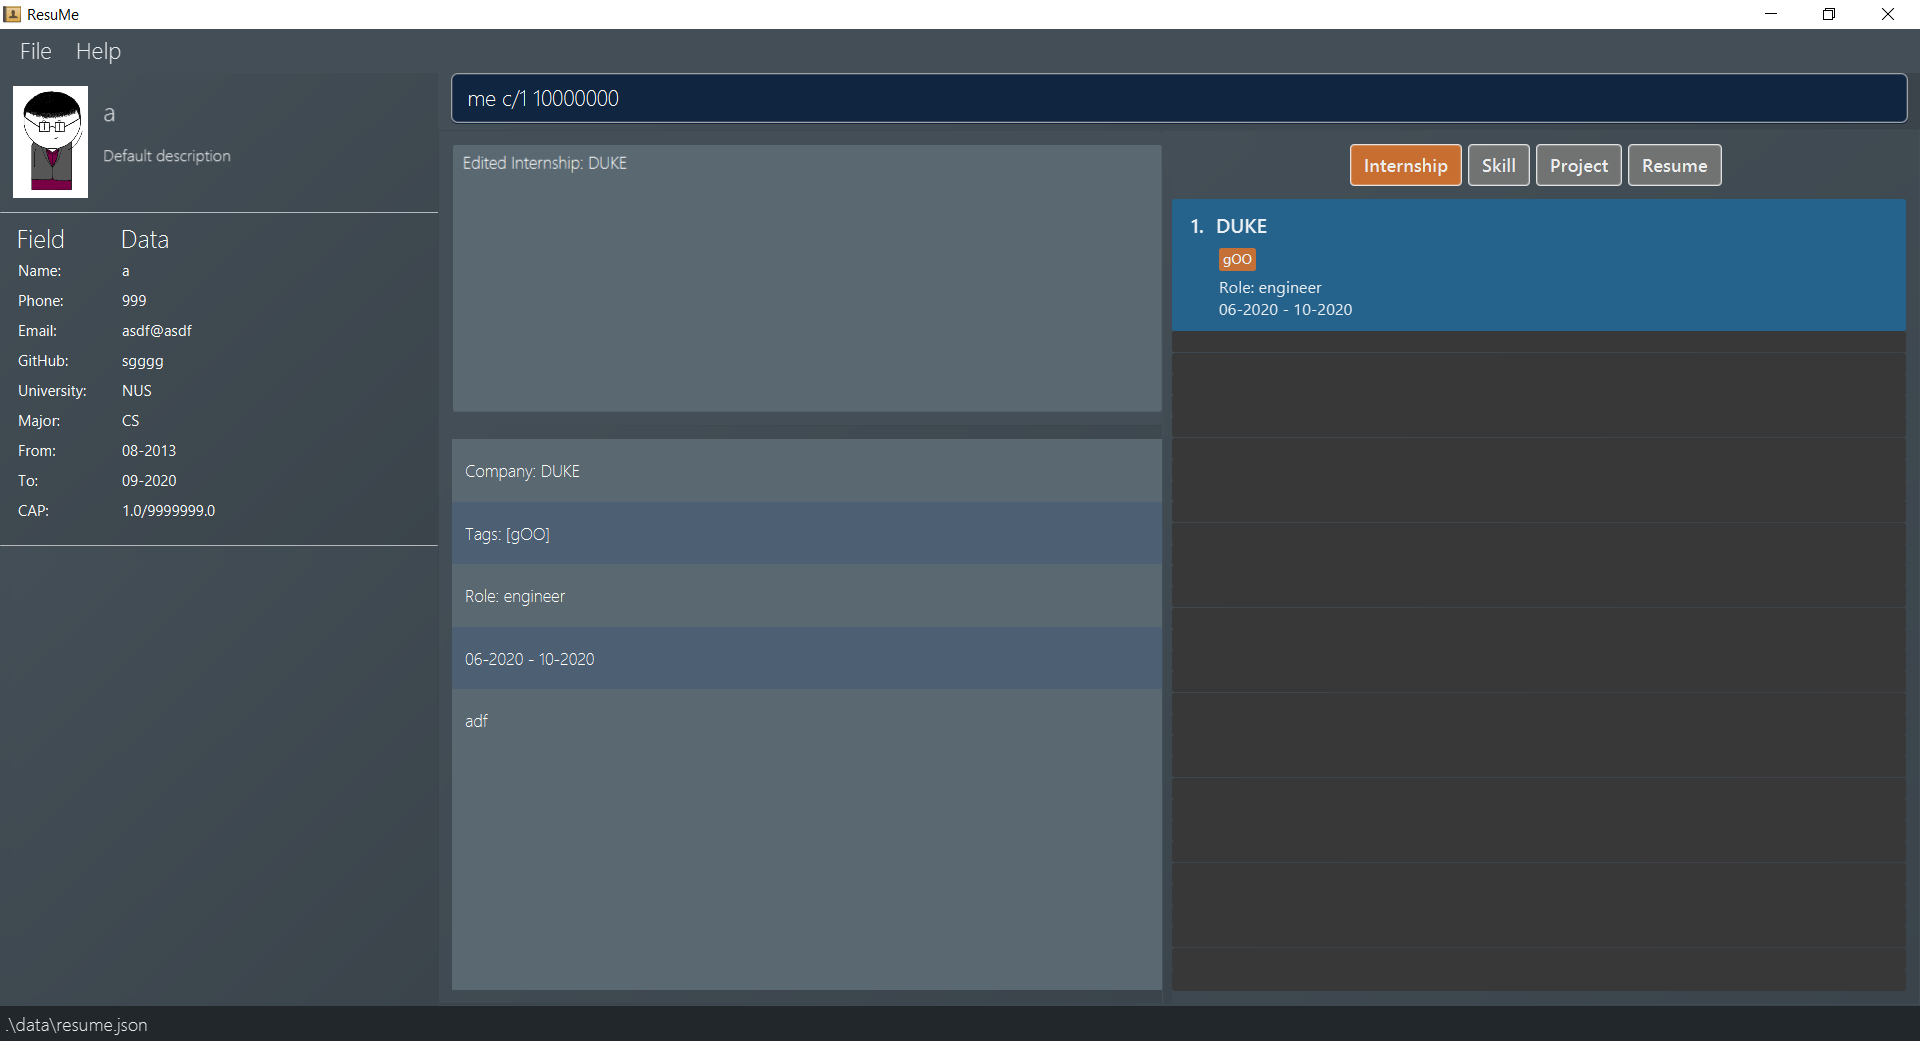 ResuMe
File Help
me c/1 10000000
a
Default description
Field Data
Name: a
Phone: 999
Email: asdf@asdf
GitHub: sgggg
University: NUS
Major: CS
From: 08-2013
To: 09-2020
CAP: 1.0/9999999.0
Edited Internship: DUKE
Company: DUKE
Tags: [gOO]
Role: engineer
06-2020 - 10-2020
adf
Internship Skill Project Resume
1. DUKE
gOO
Role: engineer
06-2020 - 10-2020
.\data\resume.json